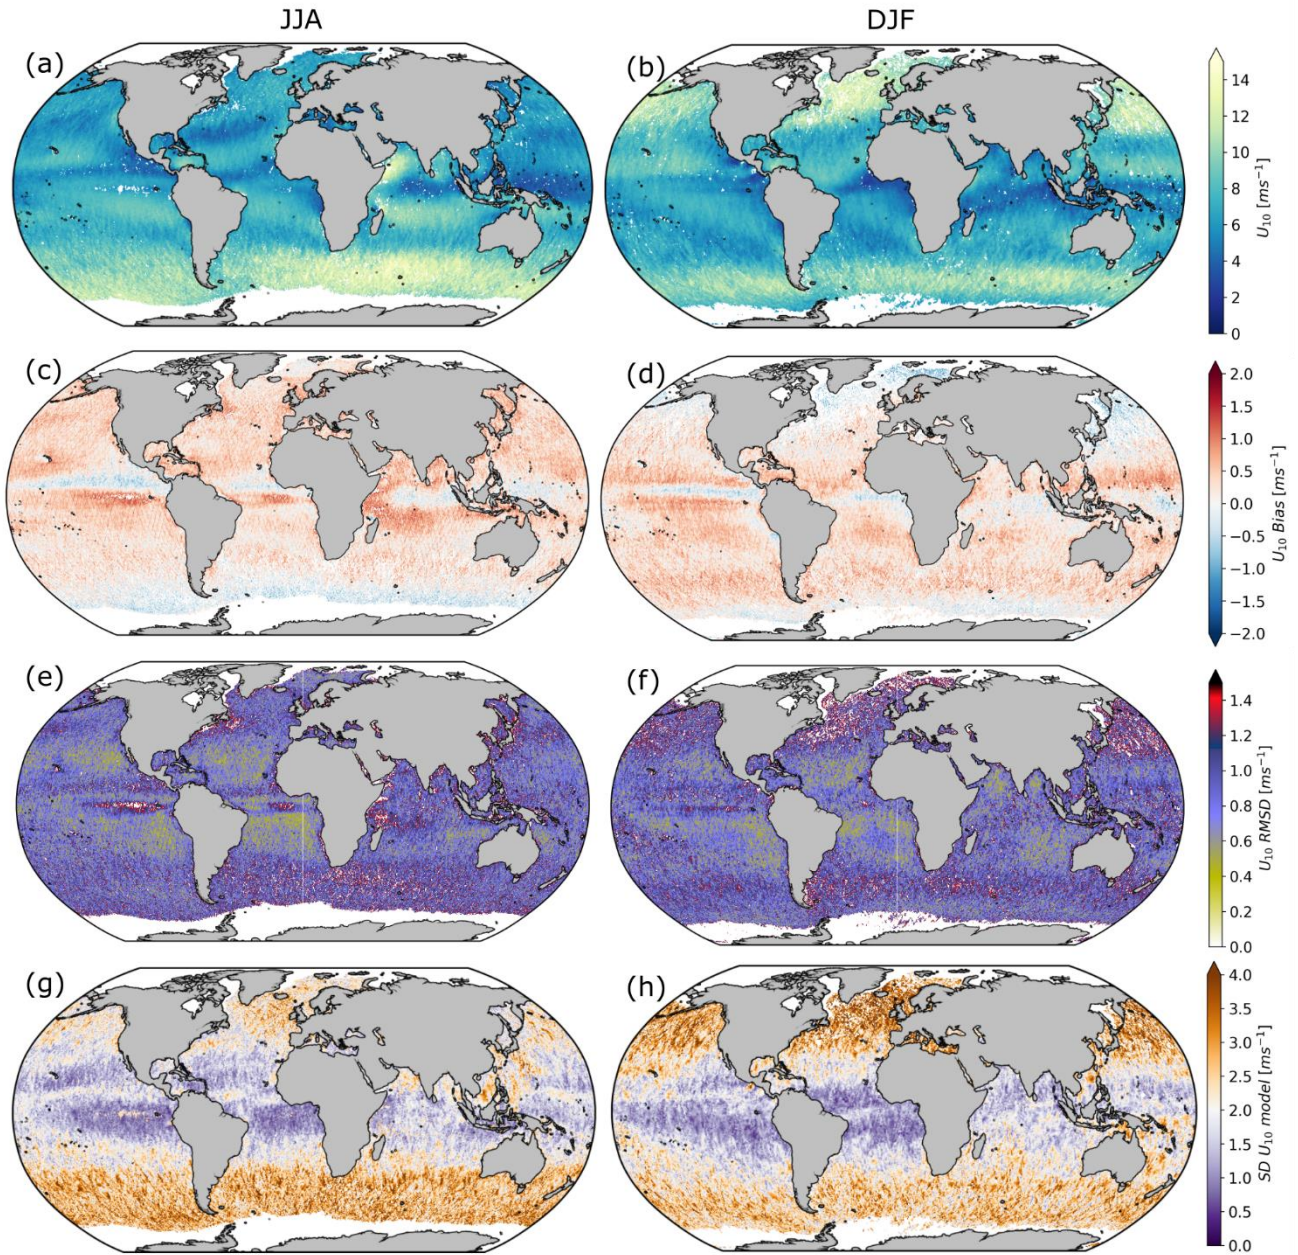 JJA
DJF
(a)
(b)
14
12
10
8
6
4
2
0
U₁₀ [ms⁻¹]
(c)
(d)
2.0
1.5
1.0
0.5
0.0
−0.5
−1.0
−1.5
−2.0
U₁₀ Bias [ms⁻¹]
(e)
(f)
1.4
1.2
1.0
0.8
0.6
0.4
0.2
0.0
U₁₀ RMSD [ms⁻¹]
(g)
(h)
4.0
3.5
3.0
2.5
2.0
1.5
1.0
0.5
0.0
SD U₁₀ model [ms⁻¹]